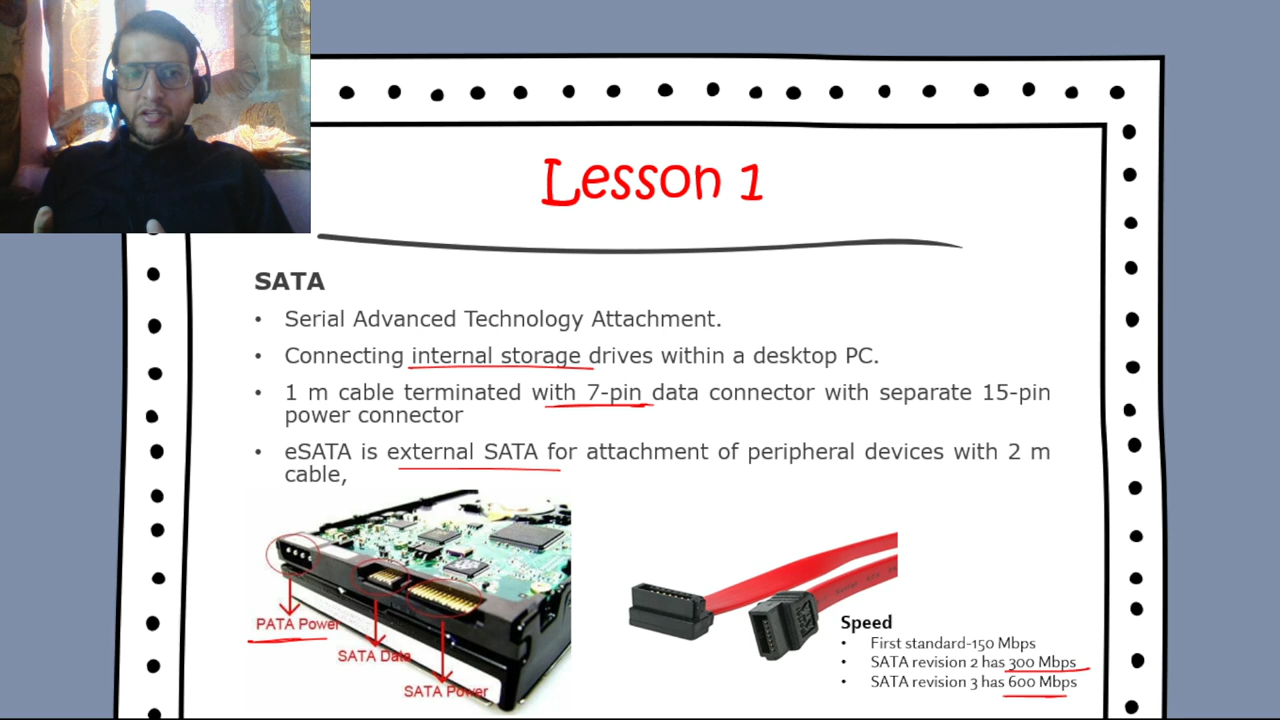 Lesson 1
SATA
• Serial Advanced Technology Attachment.
• Connecting internal storage drives within a desktop PC.
• 1 m cable terminated with 7-pin data connector with separate 15-pin
power connector
• eSATA is external SATA for attachment of peripheral devices with 2 m
cable,
PATA Power
SATA Data
SATA Power
Speed
• First standard-150 Mbps
• SATA revision 2 has 300 Mbps
• SATA revision 3 has 600 Mbps